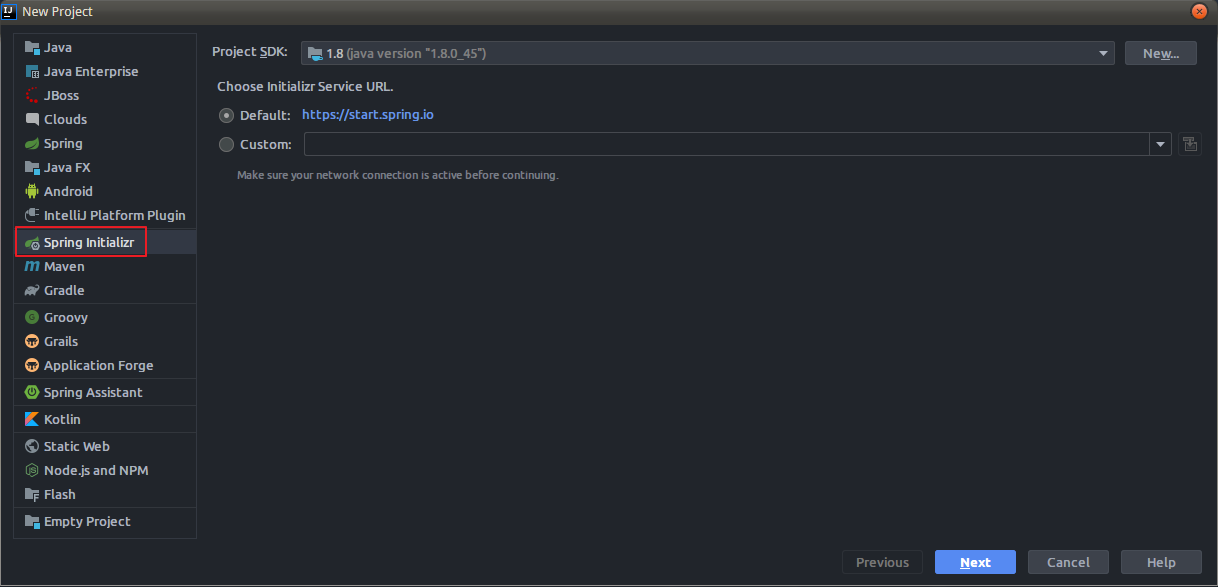 New Project
Java
Java Enterprise
JBoss
Clouds
Spring
Java FX
Android
IntelliJ Platform Plugin
Spring Initializr
Maven
Gradle
Groovy
Grails
Application Forge
Spring Assistant
Kotlin
Static Web
Node.js and NPM
Flash
Empty Project
Project SDK: 1.8 (java version "1.8.0_45") New...
Choose Initializr Service URL.
Default: https://start.spring.io
Custom:
Make sure your network connection is active before continuing.
Previous Next Cancel Help